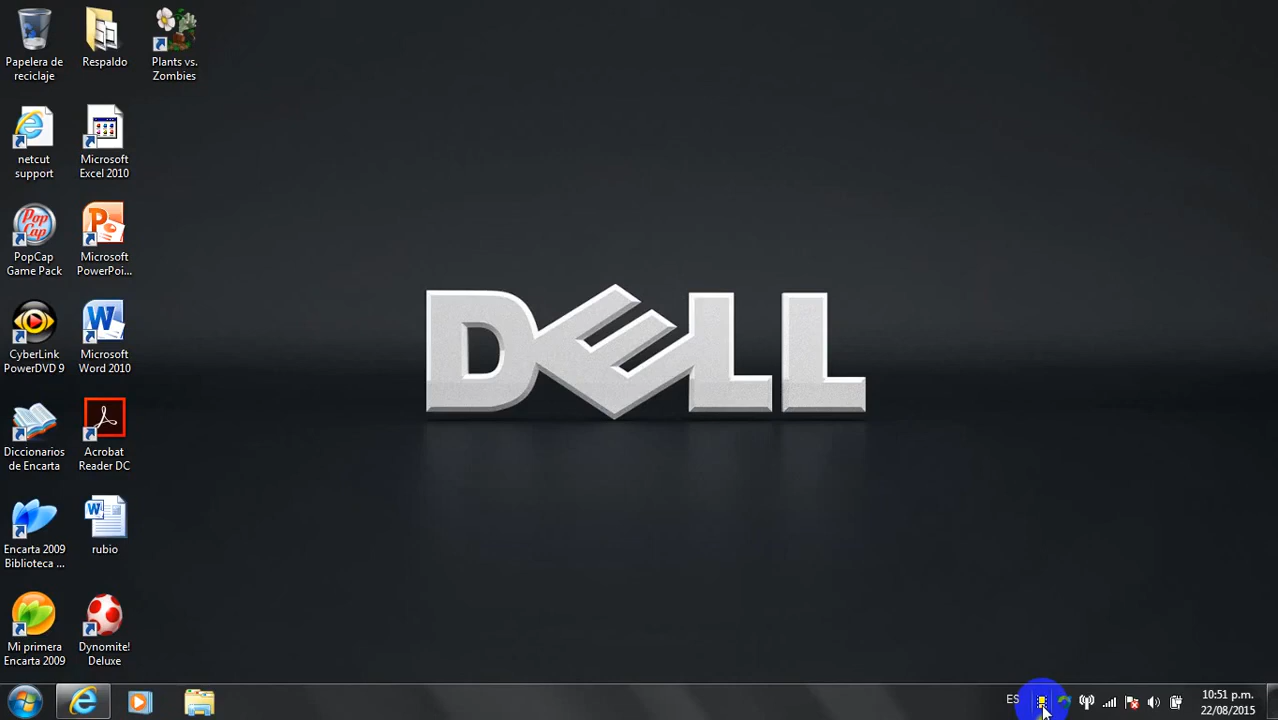 Papelera de
reciclaje
Respaldo
Plants vs.
Zombies
netcut
support
Microsoft
Excel 2010
PopCap
Game Pack
Microsoft
PowerPoi...
CyberLink
PowerDVD 9
Microsoft
Word 2010
Diccionarios
de Encarta
Acrobat
Reader DC
Encarta 2009
Biblioteca ...
rubio
Mi primera
Encarta 2009
Dynomite!
Deluxe
DELL
Pop
Cap
ES
10:51 p.m.
22/08/2015